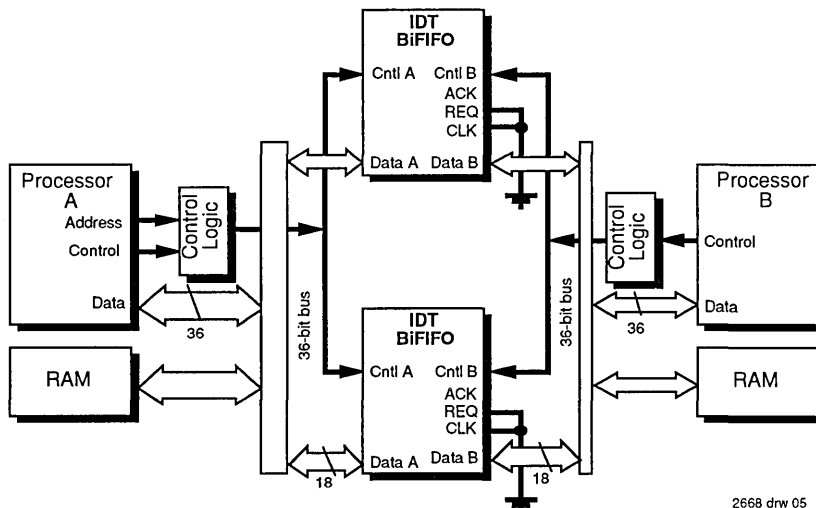 IDT
BiFIFO
Cntl A
Cntl B
ACK
REQ
CLK
Data A
Data B
Processor
A
Address
Control
Data
36
Control
Logic
RAM
36-bit bus
IDT
BiFIFO
Cntl A
Cntl B
ACK
REQ
CLK
Data A
Data B
18
18
36-bit bus
Control
Logic
Processor
B
Control
Data
36
RAM
2668 drw 05